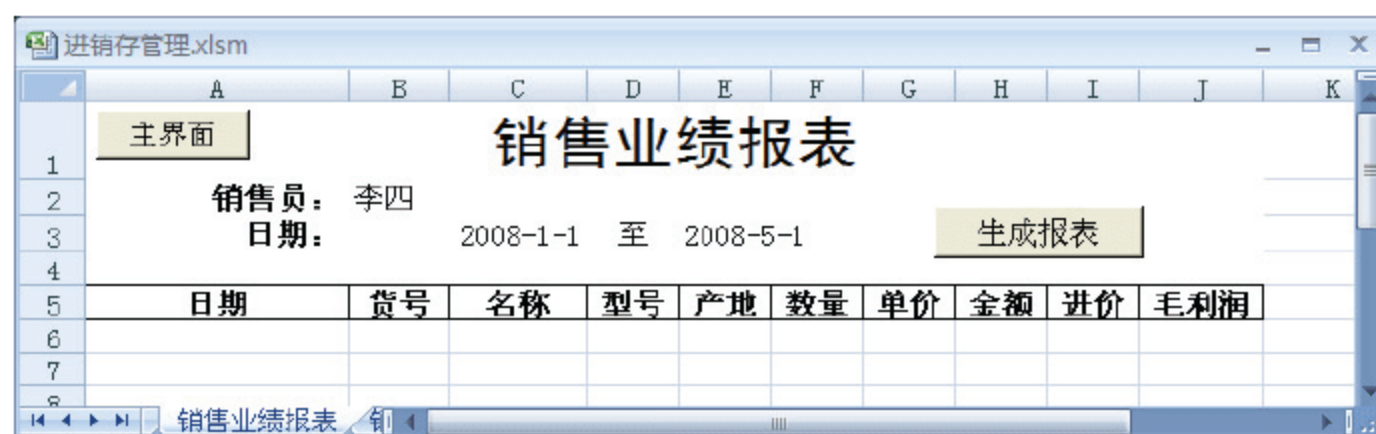 进销存管理.xlsm
A B C D E F G H I J K
1 主界面 销售业绩报表
2 销售员： 李四
3 日期： 2008-1-1 至 2008-5-1 生成报表
4
5 日期 货号 名称 型号 产地 数量 单价 金额 进价 毛利润
6
7
8
销售业绩报表